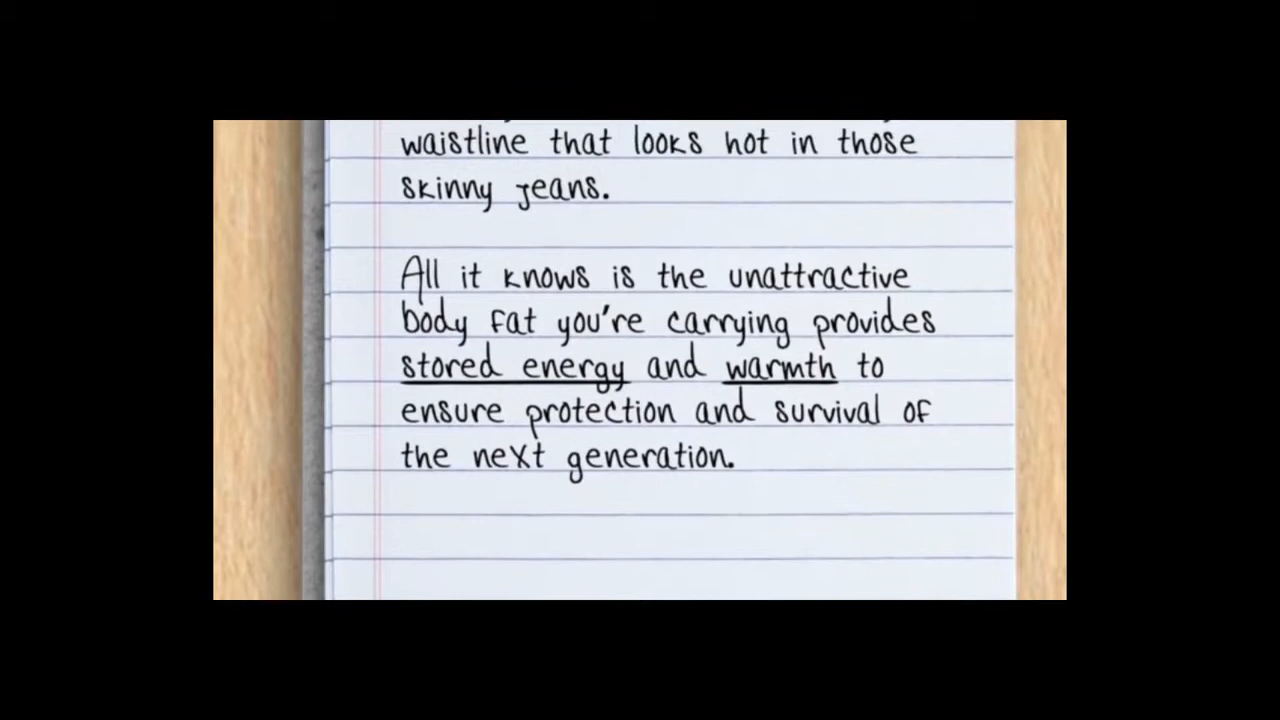 waistline that looks hot in those
skinny jeans.
All it knows is the unattractive
body fat you're carrying provides
stored energy and warmth to
ensure protection and survival of
the next generation.